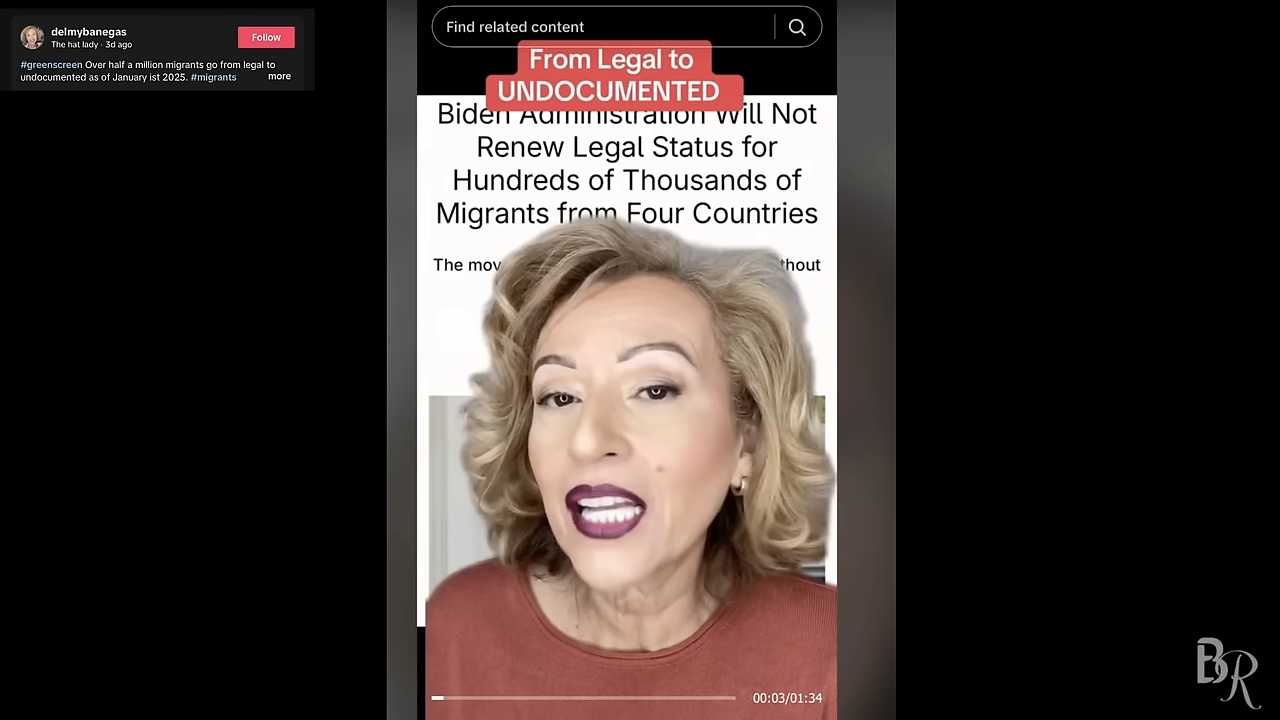 delmybanegas
The hat lady · 3d ago
Follow
#greenscreen Over half a million migrants go from legal to
undocumented as of January ist 2025. #migrants
more
Find related content
From Legal to
UNDOCUMENTED
Biden Administration Will Not
Renew Legal Status for
Hundreds of Thousands of
Migrants from Four Countries
The mov
thout
00:03/01:34
BR